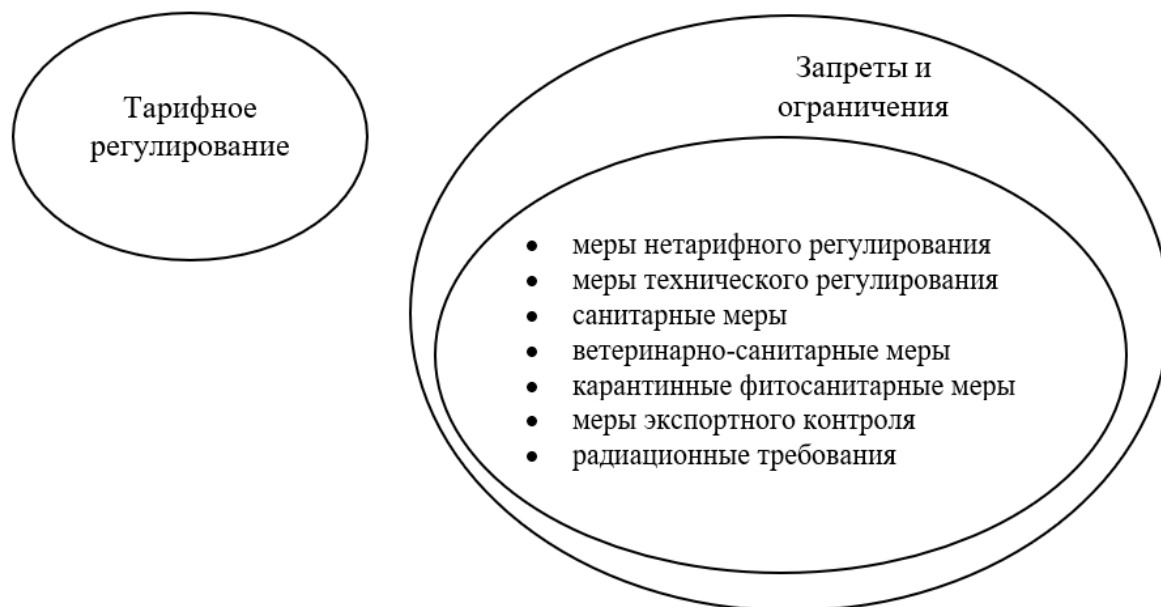 Тарифное
регулирование
Запреты и
ограничения
• меры нетарифного регулирования
• меры технического регулирования
• санитарные меры
• ветеринарно-санитарные меры
• карантинные фитосанитарные меры
• меры экспортного контроля
• радиационные требования